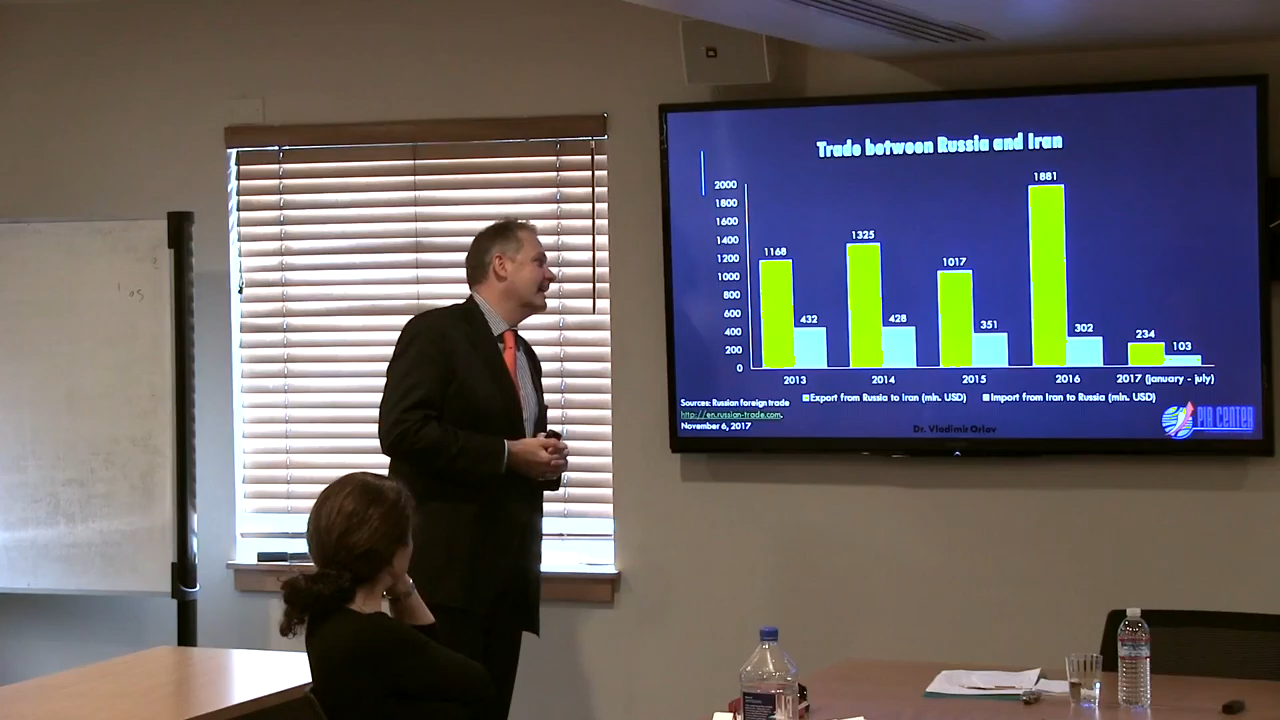 Trade between Russia and Iran
2000
1800
1600
1400
1200
1000
800
600
400
200
0
1168
432
1325
428
1017
351
1881
302
234
103
2013
2014
2015
2016
2017 (january - july)
Export from Russia to Iran (mln. USD)
Import from Iran to Russia (mln. USD)
Sources: Russian foreign trade
http://en.russian-trade.com.
November 6, 2017
Dr. Vladimir Orlov
PIR CENTER